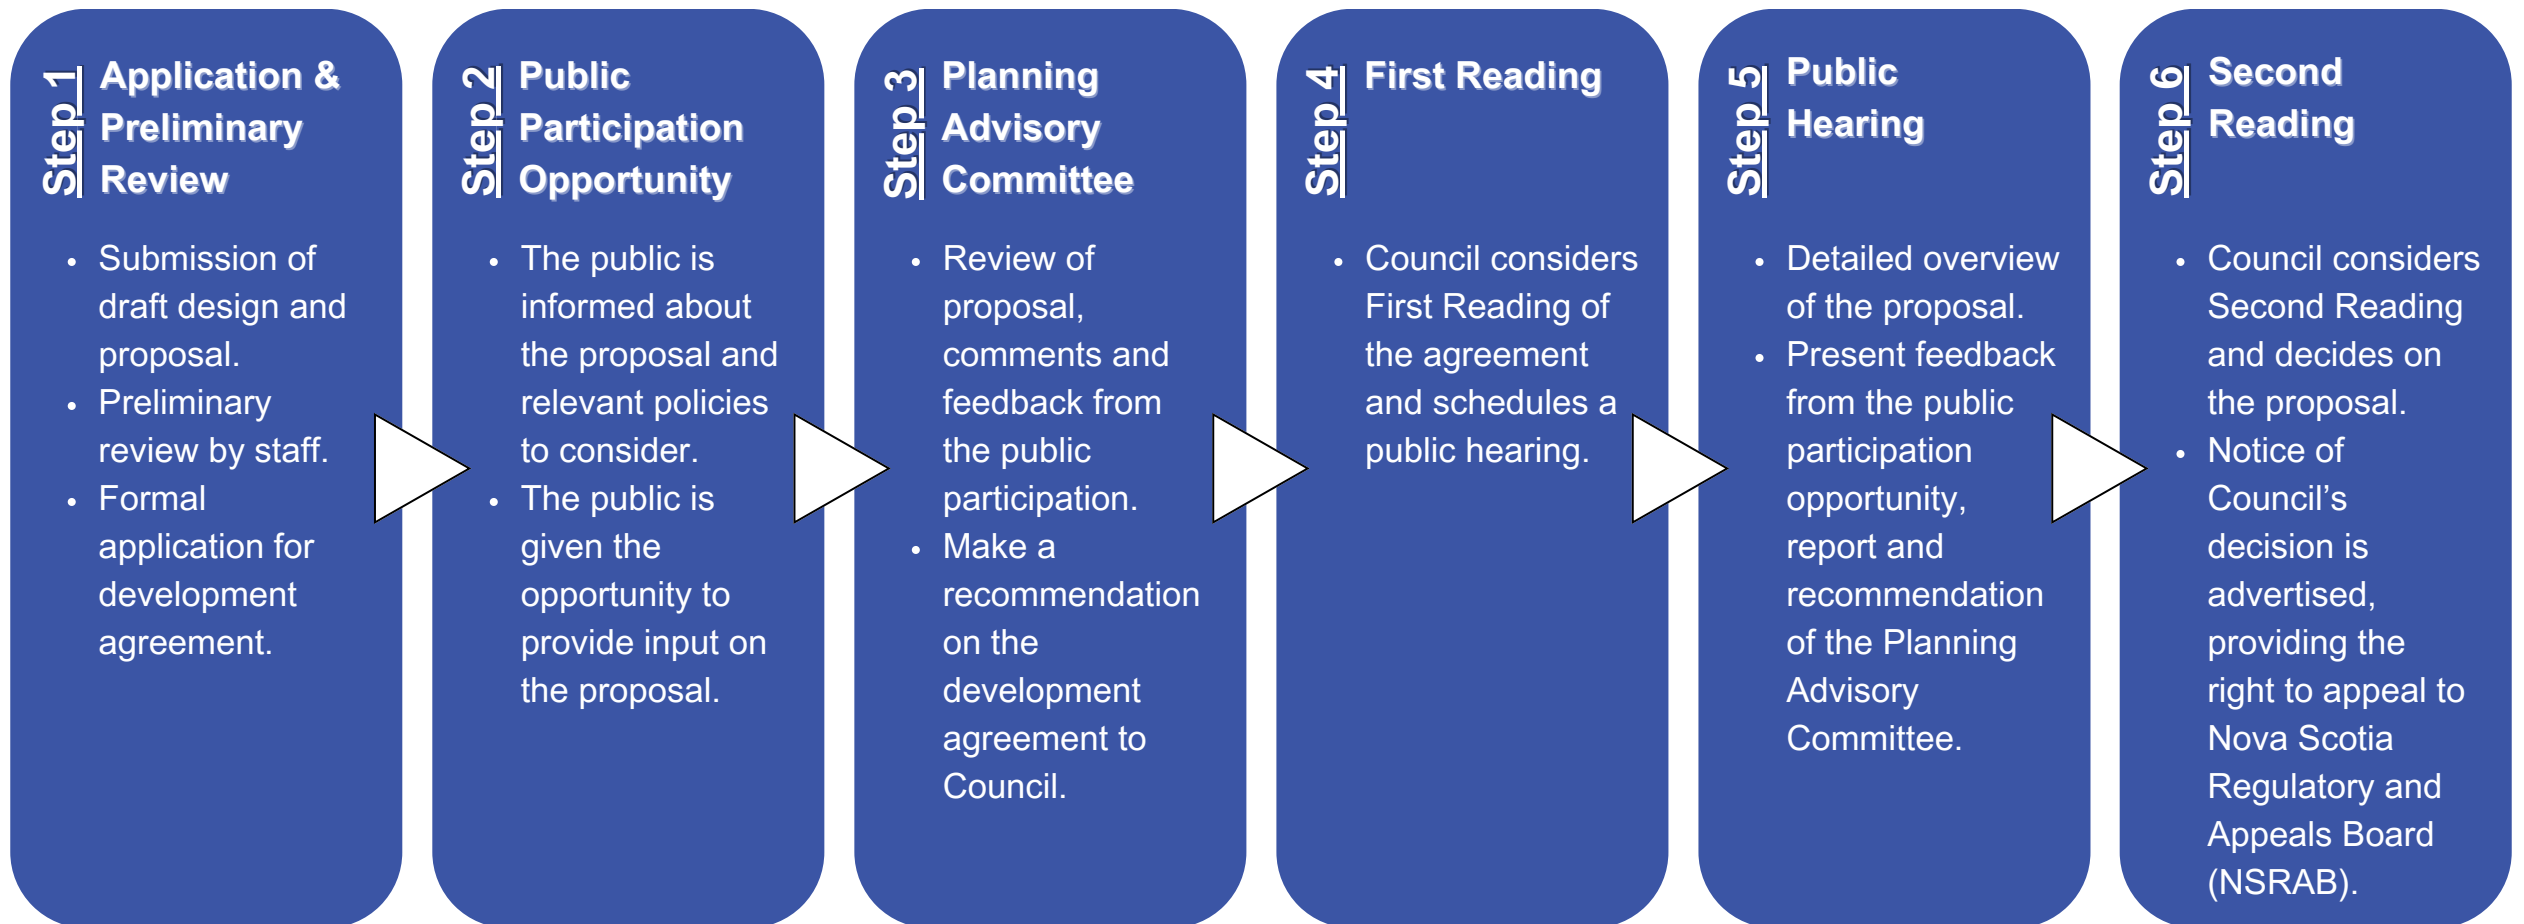 Step 1
Application &
Preliminary
Review
• Submission of
draft design and
proposal.
• Preliminary
review by staff.
• Formal
application for
development
agreement.
Step 2
Public
Participation
Opportunity
• The public is
informed about
the proposal and
relevant policies
to consider.
• The public is
given the
opportunity to
provide input on
the proposal.
Step 3
Planning
Advisory
Committee
• Review of
proposal,
comments and
feedback from
the public
participation.
• Make a
recommendation
on the
development
agreement to
Council.
Step 4
First Reading
• Council considers
First Reading of
the agreement
and schedules a
public hearing.
Step 5
Public
Hearing
• Detailed overview
of the proposal.
• Present feedback
from the public
participation
opportunity,
report and
recommendation
of the Planning
Advisory
Committee.
Step 6
Second
Reading
• Council considers
Second Reading
and decides on
the proposal.
• Notice of
Council’s
decision is
advertised,
providing the
right to appeal to
Nova Scotia
Regulatory and
Appeals Board
(NSRAB).